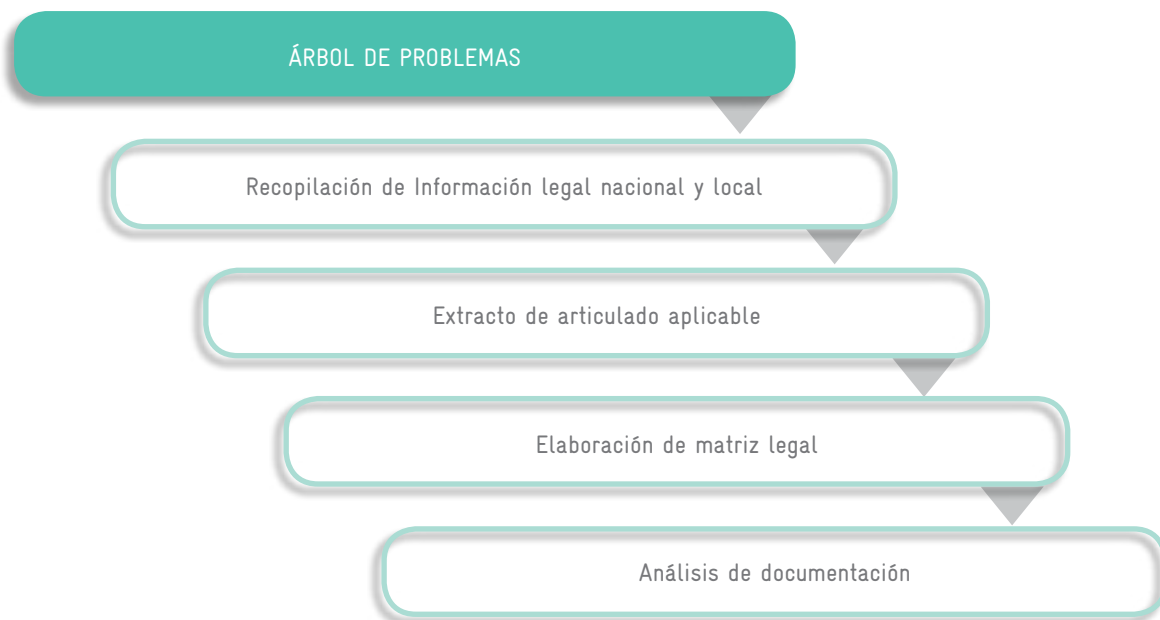 ÁRBOL DE PROBLEMAS
Recopilación de Información legal nacional y local
Extracto de articulado aplicable
Elaboración de matriz legal
Análisis de documentación